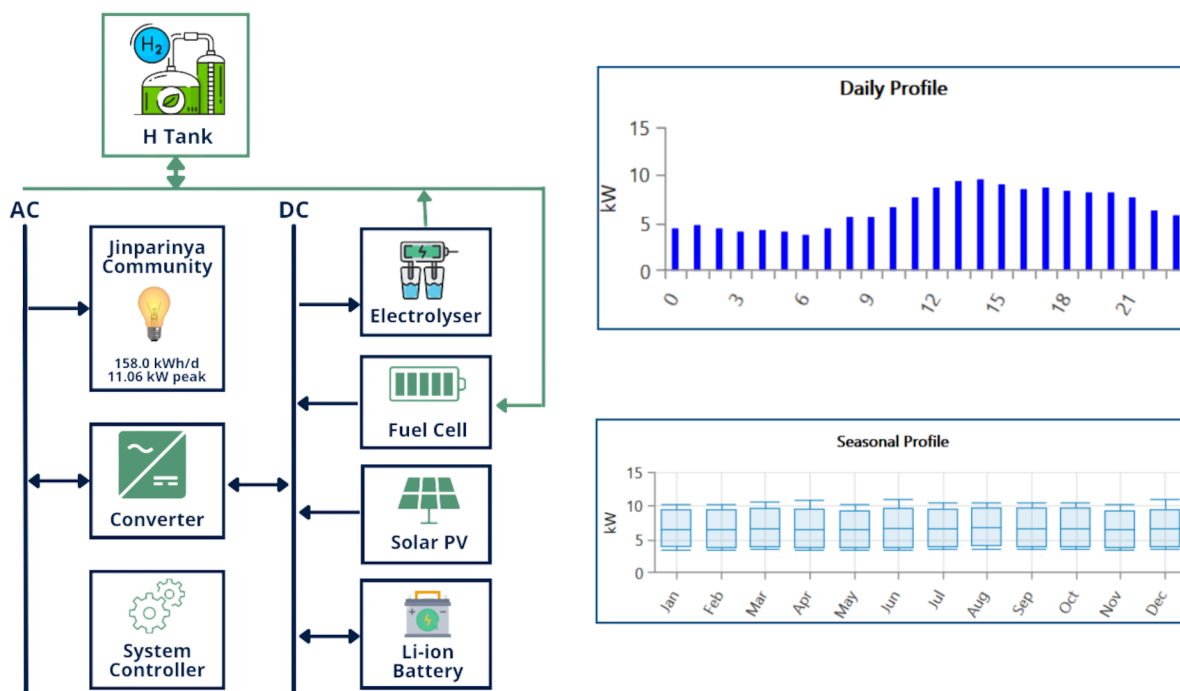 H₂
H Tank
AC
DC
Jinparinya
Community
158.0 kWh/d
11.06 kW peak
Converter
System
Controller
Electrolyser
Fuel Cell
Solar PV
Li-ion
Battery
Daily Profile
15
10
5
0
kW
0 3 6 9 12 15 18 21
Seasonal Profile
15
10
5
0
kW
Jan Feb Mar Apr May Jun Jul Aug Sep Oct Nov Dec